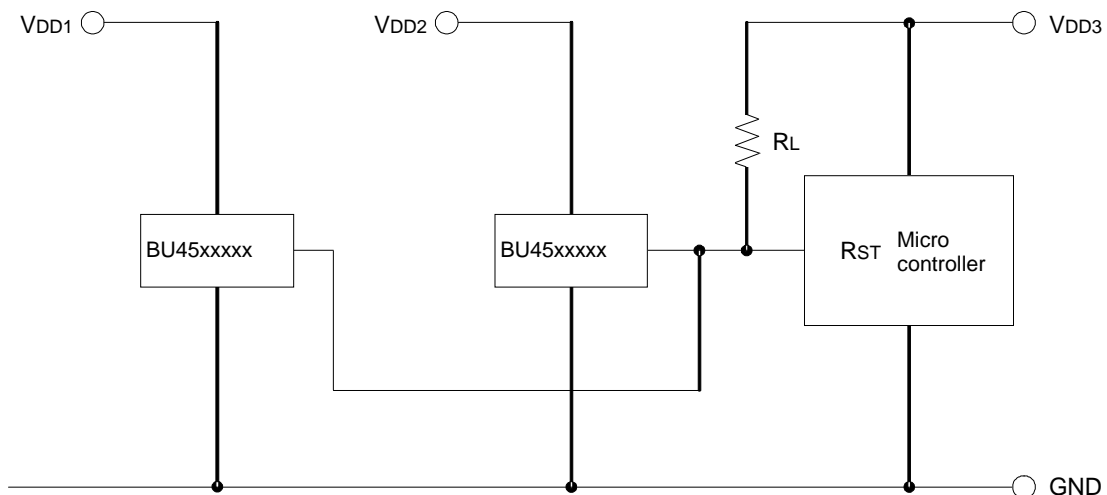 VDD1
VDD2
VDD3
RL
BU45xxxxx
BU45xxxxx
RST
Micro
controller
GND